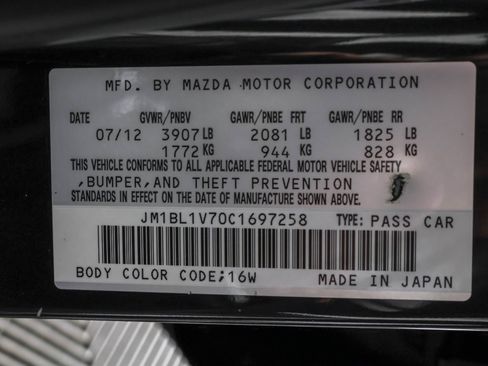 MFD. BY MAZDA MOTOR CORPORATION
DATE GVWR/PNBV GAWR/PNBE FRT GAWR/PNBE RR
07/12 3907 LB 2081 LB 1825 LB
1772 KG 944 KG 828 KG
THIS VEHICLE CONFORMS TO ALL APPLICABLE FEDERAL MOTOR VEHICLE SAFETY
,BUMPER,AND THEFT PREVENTION
STANDARDS IN EFFECT ON THE DATE OF MANUFACTURE SHOWN ABOVE.
JM1BL1V70C1697258 TYPE: PASS CAR
BODY COLOR CODE;16W MADE IN JAPAN